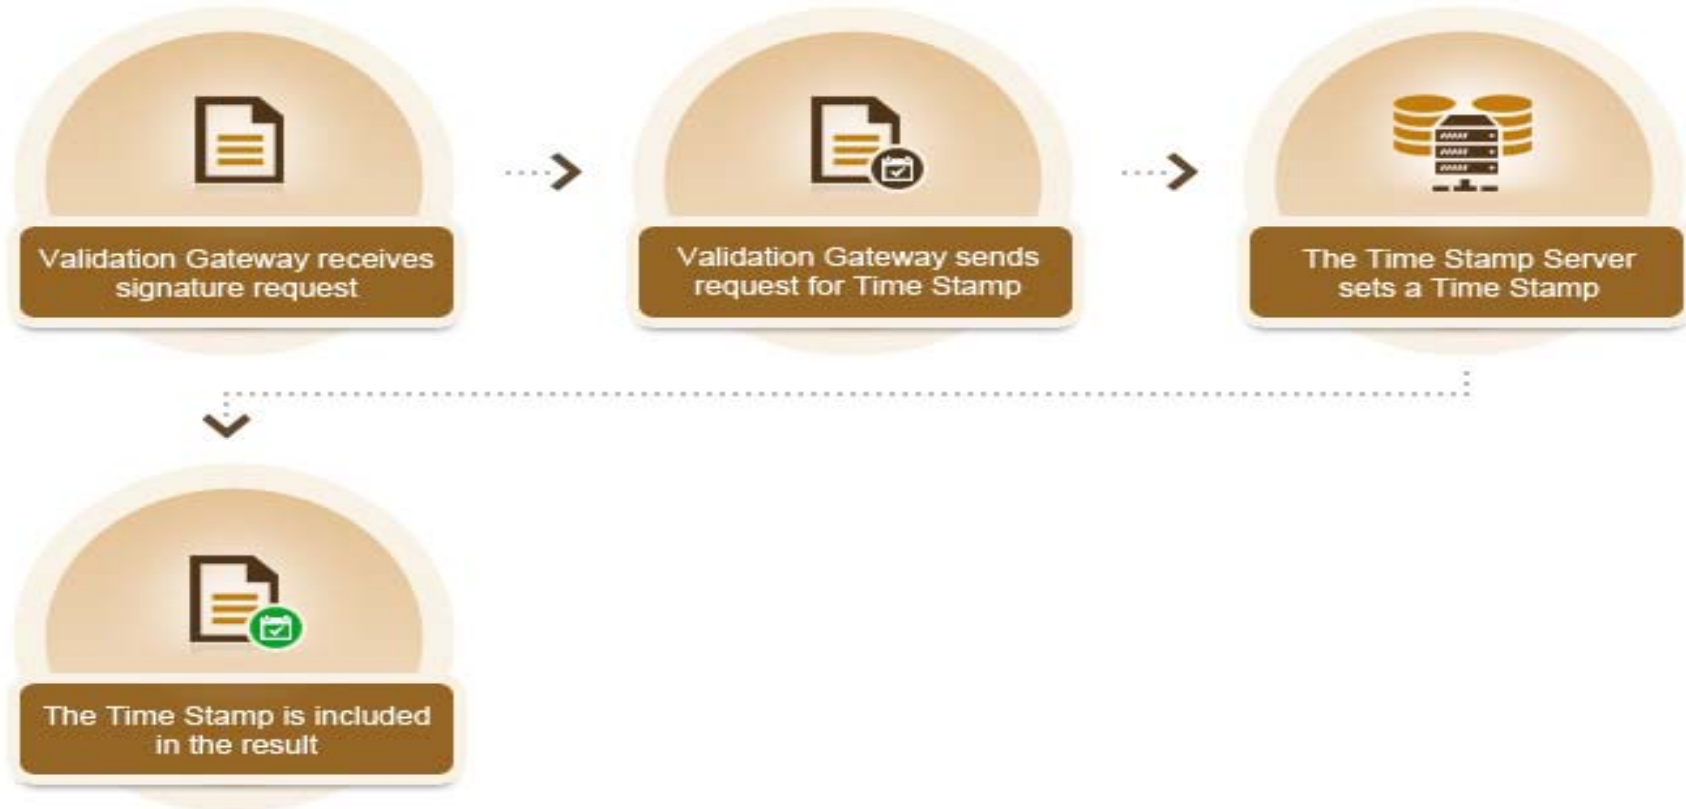 Validation Gateway receives
signature request
Validation Gateway sends
request for Time Stamp
The Time Stamp Server
sets a Time Stamp
The Time Stamp is included
in the result